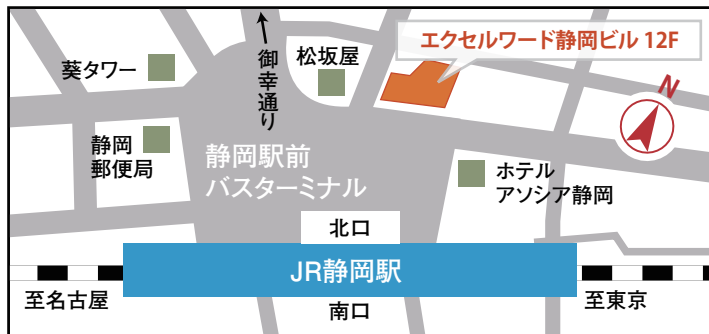 エクセルワード静岡ビル 12F
葵タワー
御幸通り
松坂屋
N
静岡
郵便局
静岡駅前
バスターミナル
ホテル
アソシア静岡
北口
JR静岡駅
至名古屋
南口
至東京